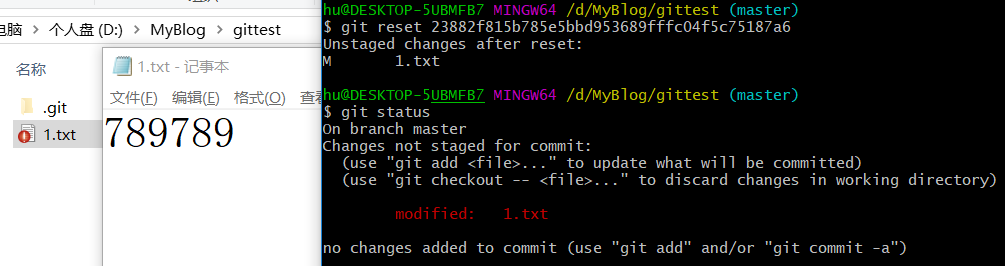 电脑 › 个人盘 (D:) › MyBlog › gittest
名称
.git
1.txt
1.txt - 记事本
文件(F) 编辑(E) 格式(O) 查看
789789
hu@DESKTOP-5UBMFB7 MINGW64 /d/MyBlog/gittest (master)
$ git reset 23882f815b785e5bbd953689fffc04f5c75187a6
Unstaged changes after reset:
M 1.txt
hu@DESKTOP-5UBMFB7 MINGW64 /d/MyBlog/gittest (master)
$ git status
On branch master
Changes not staged for commit:
(use "git add <file>..." to update what will be committed)
(use "git checkout -- <file>..." to discard changes in working directory)
modified: 1.txt
no changes added to commit (use "git add" and/or "git commit -a")